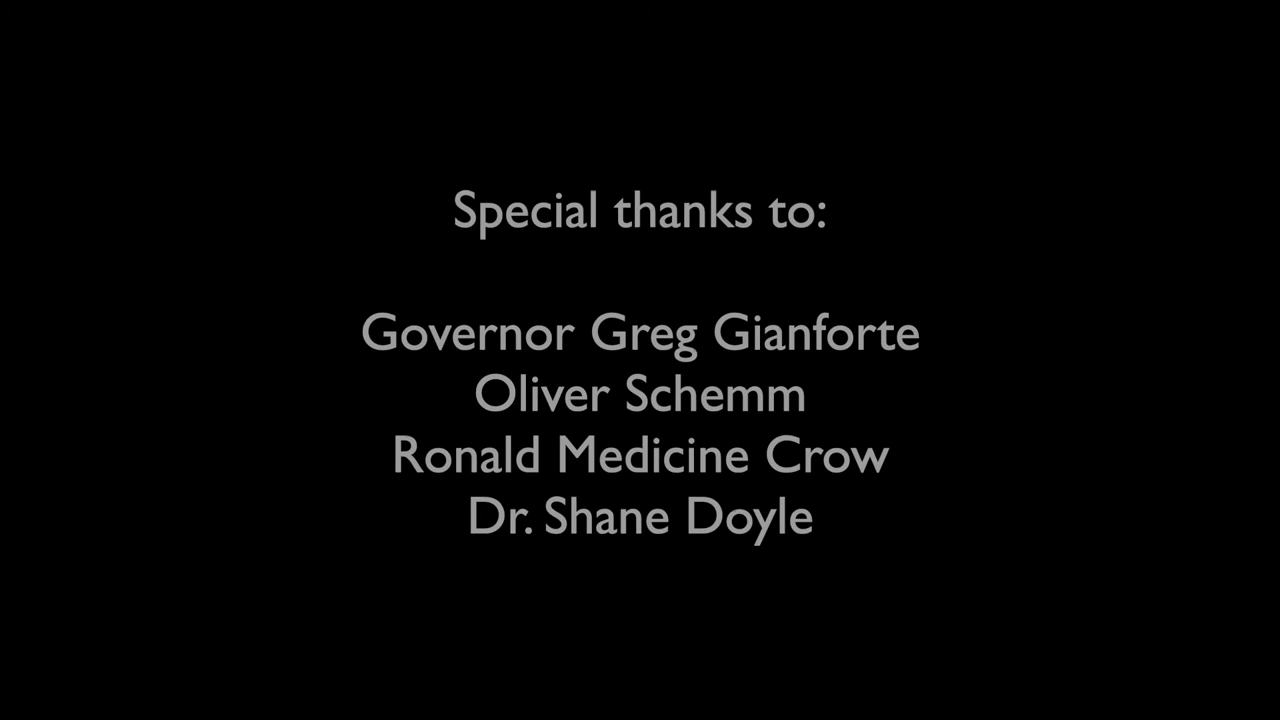 Special thanks to:
Governor Greg Gianforte
Oliver Schemm
Ronald Medicine Crow
Dr. Shane Doyle